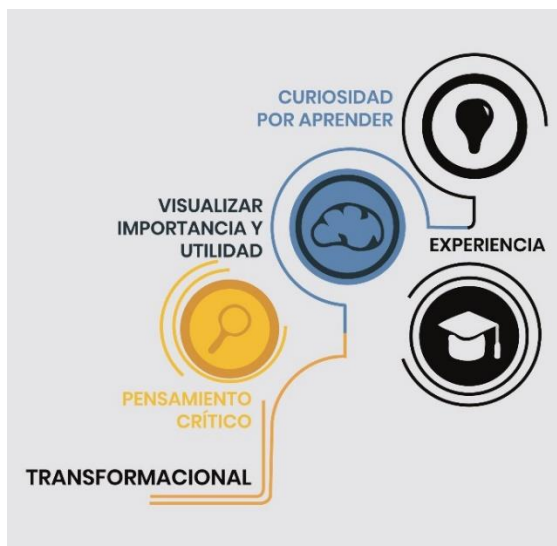 CURIOSIDAD
POR APRENDER
VISUALIZAR
IMPORTANCIA Y
UTILIDAD
EXPERIENCIA
PENSAMIENTO
CRÍTICO
TRANSFORMACIONAL